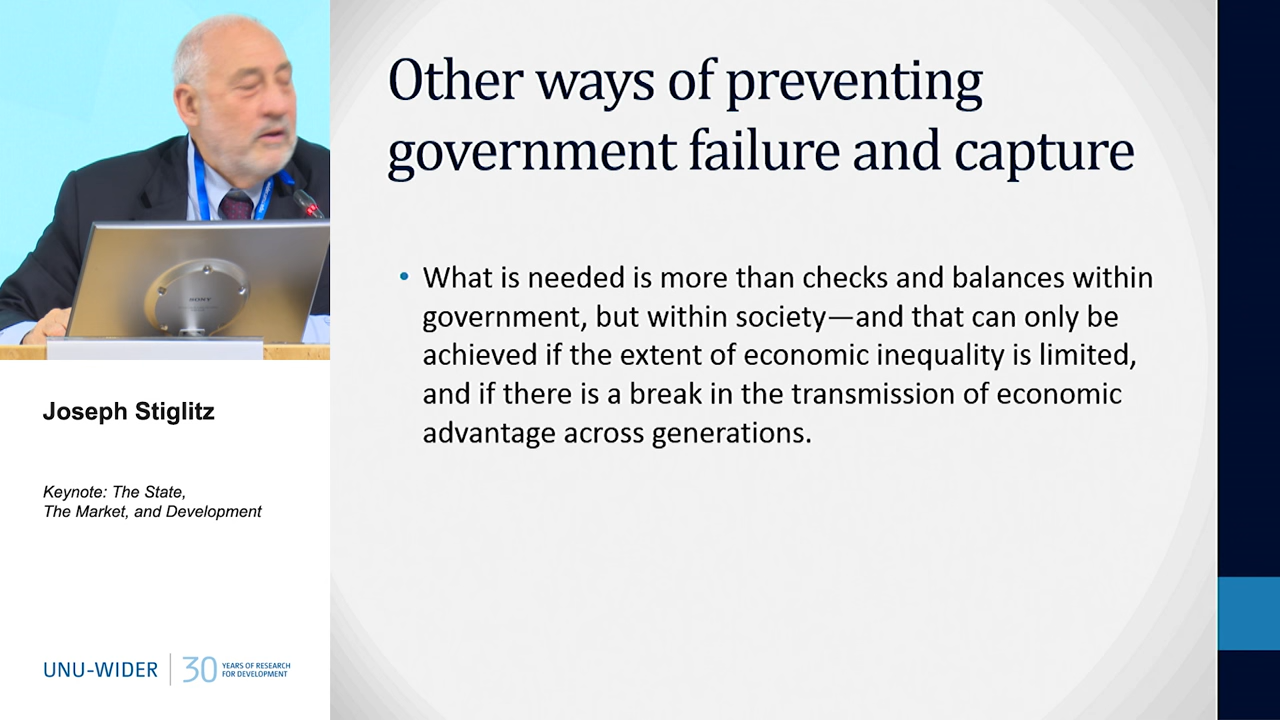 Other ways of preventing
government failure and capture
• What is needed is more than checks and balances within
government, but within society—and that can only be
achieved if the extent of economic inequality is limited,
and if there is a break in the transmission of economic
advantage across generations.
SONY
Joseph Stiglitz
Keynote: The State,
The Market, and Development
UNU-WIDER
30 YEARS OF RESEARCH
FOR DEVELOPMENT